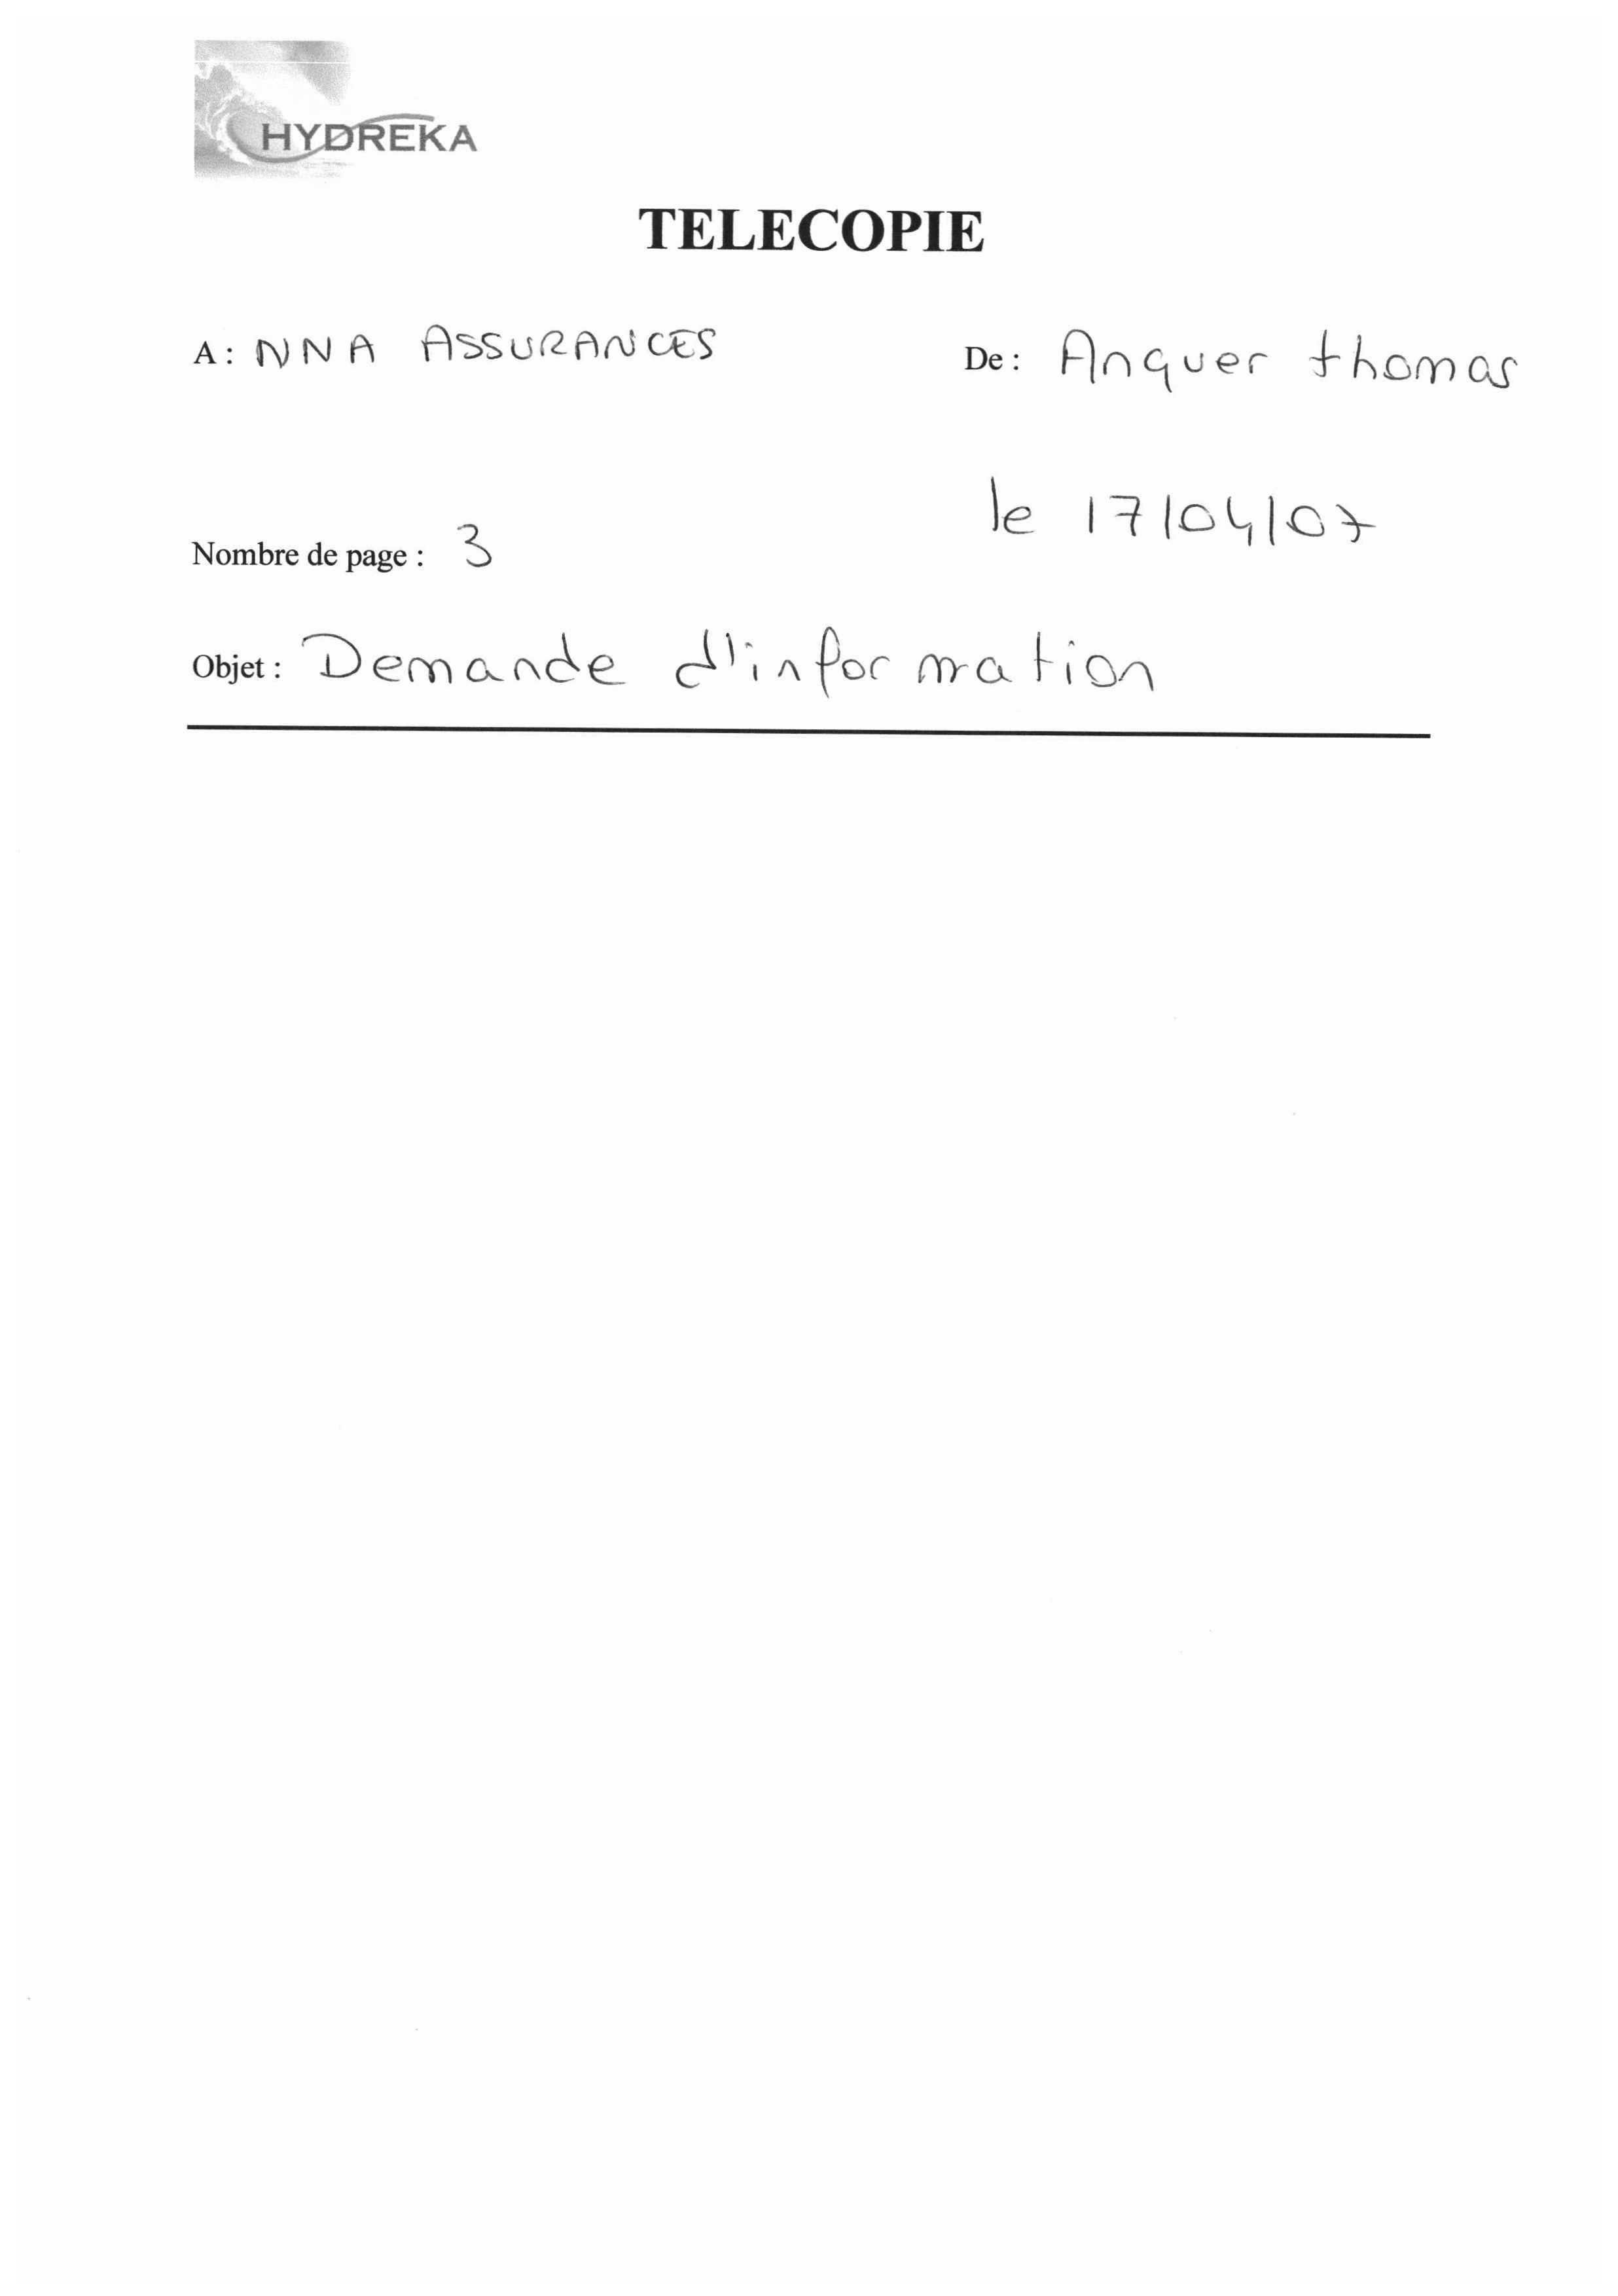 HYDREKA
TELECOPIE
A : NNA ASSURANCES
De : Anquer thomas
le 17/04/07
Nombre de page : 3
Objet : Demande d'information